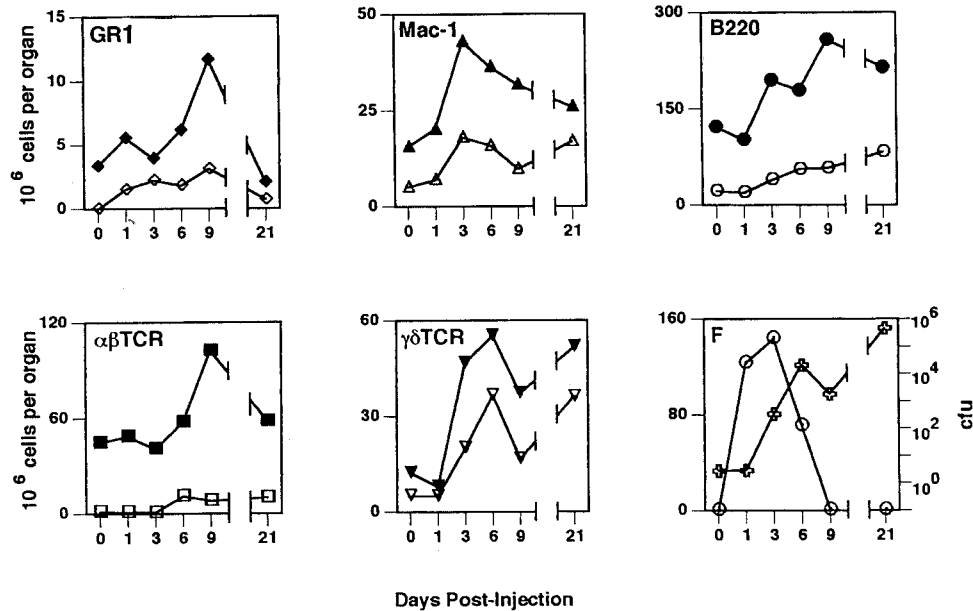 15 10 5 0
10 6 cells per organ
GR1
0 1 3 6 9 21
50 25 0
Mac-1
0 1 3 6 9 21
300 150 0
B220
0 1 3 6 9 21
120 60 0
10 6 cells per organ
αβTCR
0 1 3 6 9 21
60 30 0
γδTCR
0 1 3 6 9 21
160 80 0
F
10 6
10 4
10 2
10 0
cfu
0 1 3 6 9 21
Days Post-Injection